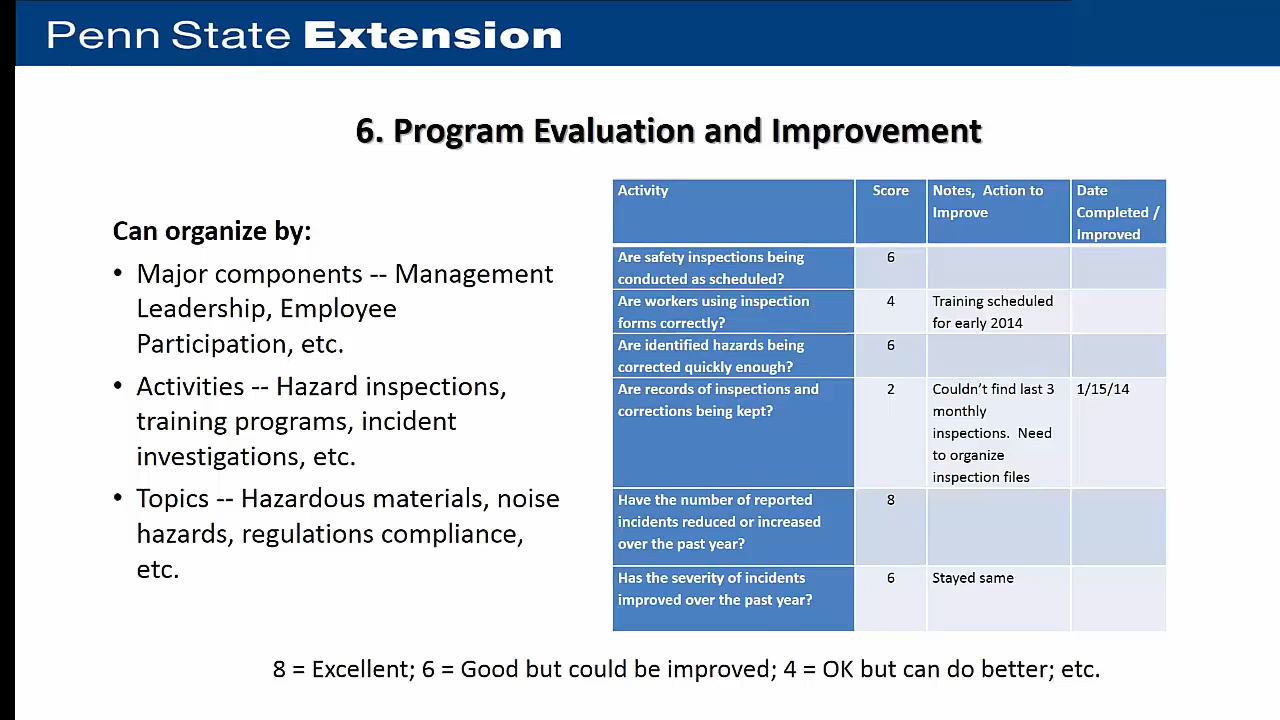 Penn State Extension
6. Program Evaluation and Improvement
Can organize by:
• Major components -- Management
Leadership, Employee
Participation, etc.
• Activities -- Hazard inspections,
training programs, incident
investigations, etc.
• Topics -- Hazardous materials, noise
hazards, regulations compliance,
etc.
Activity
Score
Notes, Action to
Improve
Date
Completed /
Improved
Are safety inspections being
conducted as scheduled?
6
Are workers using inspection
forms correctly?
4
Training scheduled
for early 2014
Are identified hazards being
corrected quickly enough?
6
Are records of inspections and
corrections being kept?
2
Couldn't find last 3
monthly
inspections. Need
to organize
inspection files
1/15/14
Have the number of reported
incidents reduced or increased
over the past year?
8
Has the severity of incidents
improved over the past year?
6
Stayed same
8 = Excellent; 6 = Good but could be improved; 4 = OK but can do better; etc.